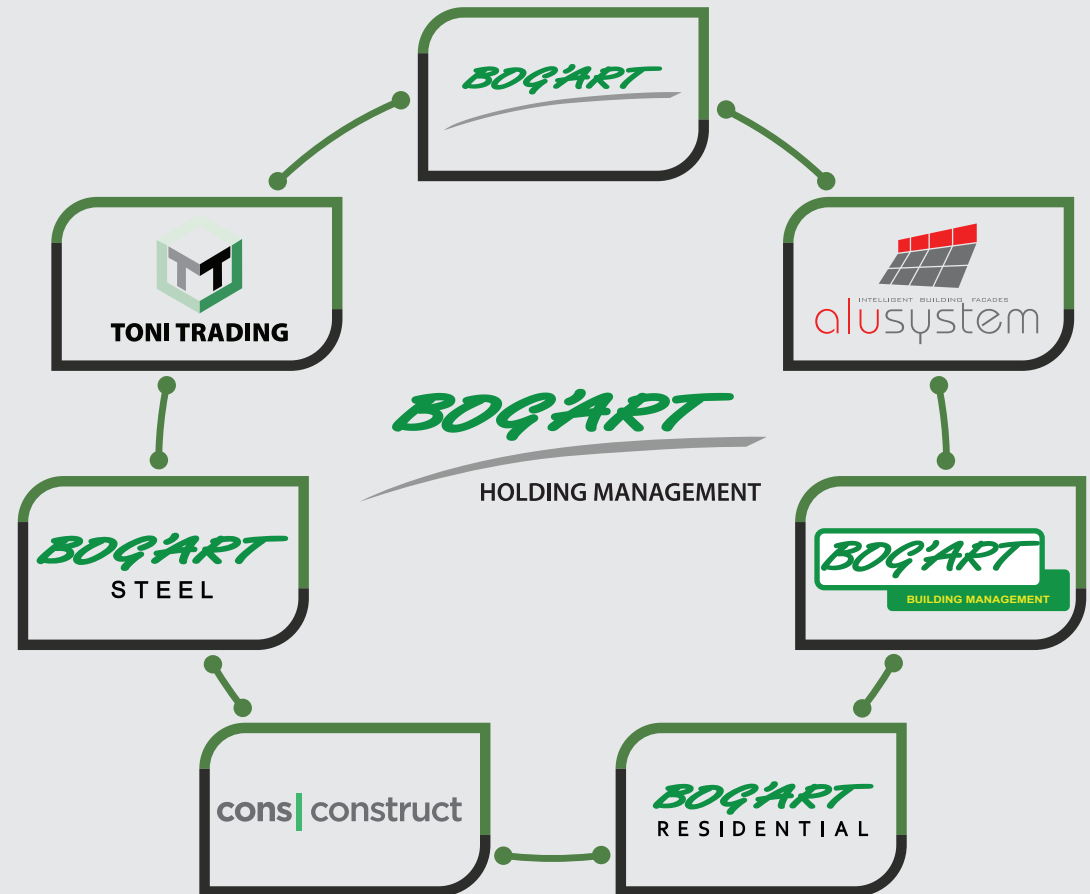 BOG'ART
TT
TONI TRADING
INTELLIGENT BUILDING FACADES
alusystem
BOG'ART
HOLDING MANAGEMENT
BOG'ART
STEEL
BOG'ART
BUILDING MANAGEMENT
cons|construct
BOG'ART
RESIDENTIAL